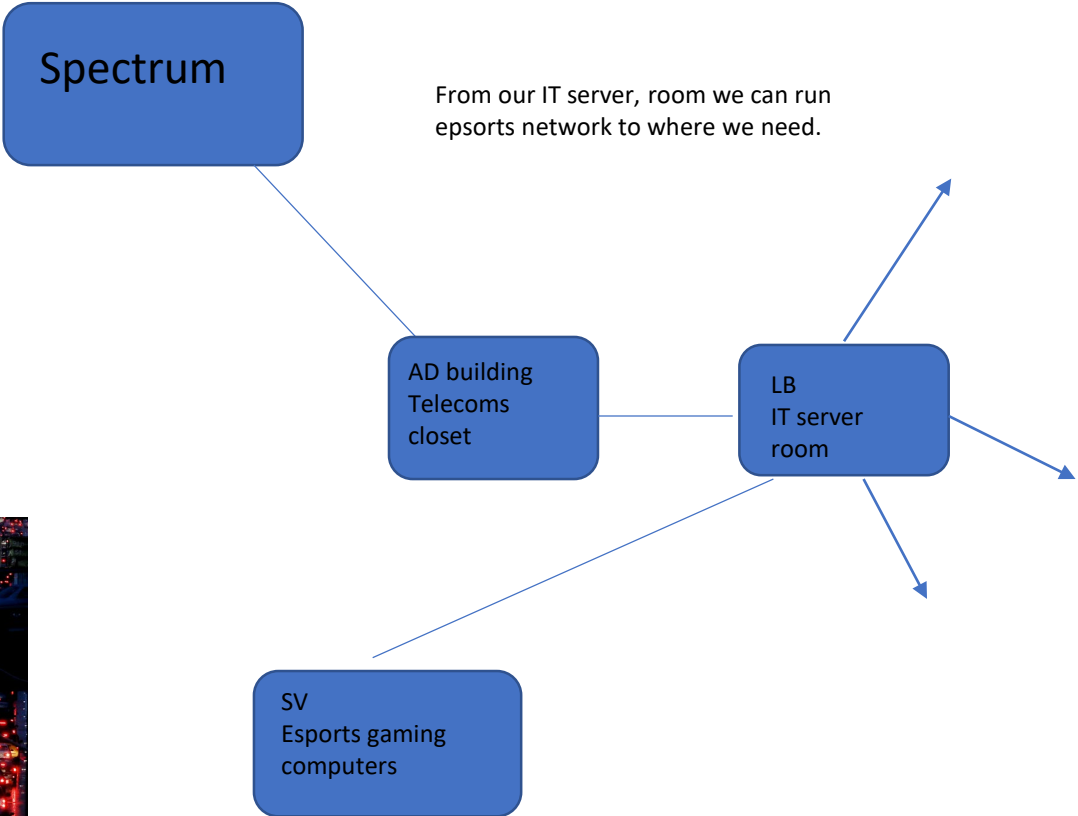 Spectrum
From our IT server, room we can run
epsorts network to where we need.
AD building
Telecoms
closet
LB
IT server
room
SV
Esports gaming
computers